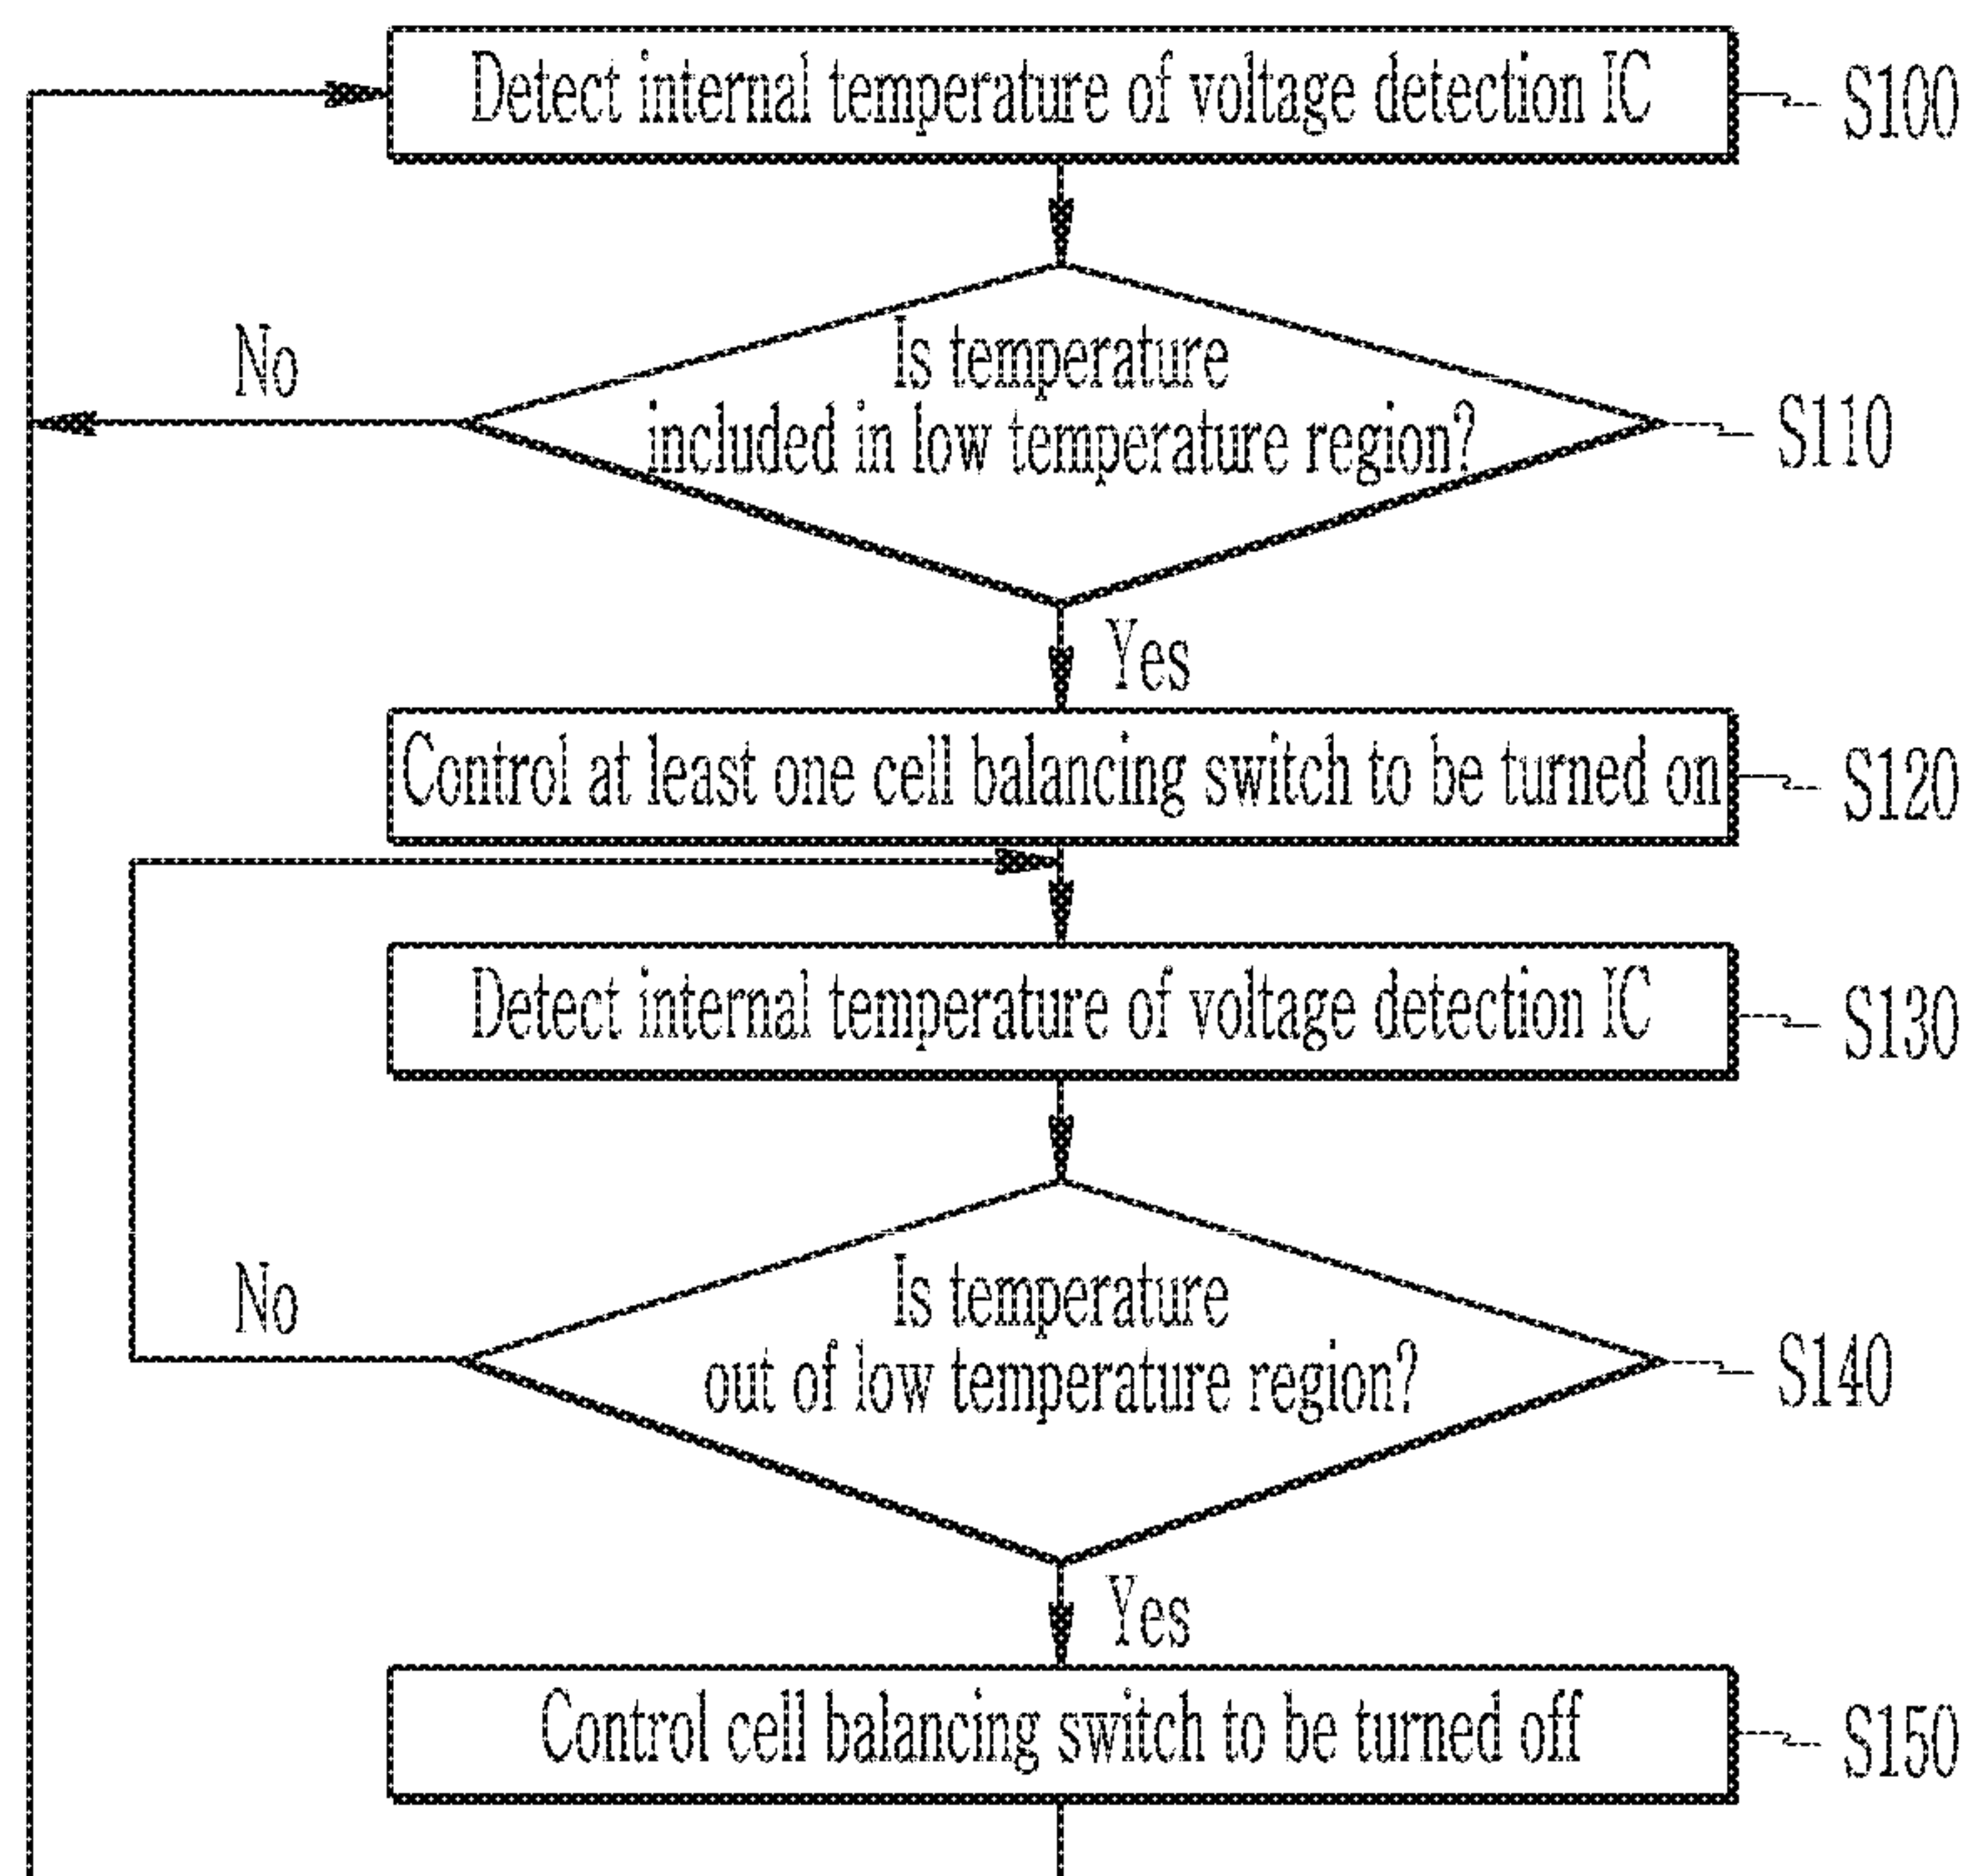 Detect internal temperature of voltage detection IC
S100
Is temperature
included in low temperature region?
No
S110
Yes
Control at least one cell balancing switch to be turned on
S120
Detect internal temperature of voltage detection IC
S130
Is temperature
out of low temperature region?
No
S140
Yes
Control cell balancing switch to be turned off
S150